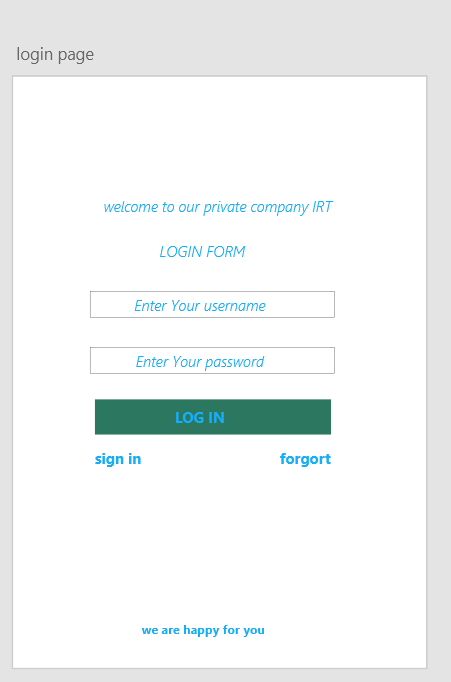 login page
welcome to our private company IRT
LOGIN FORM
Enter Your username
Enter Your password
LOG IN
sign in forgort
we are happy for you